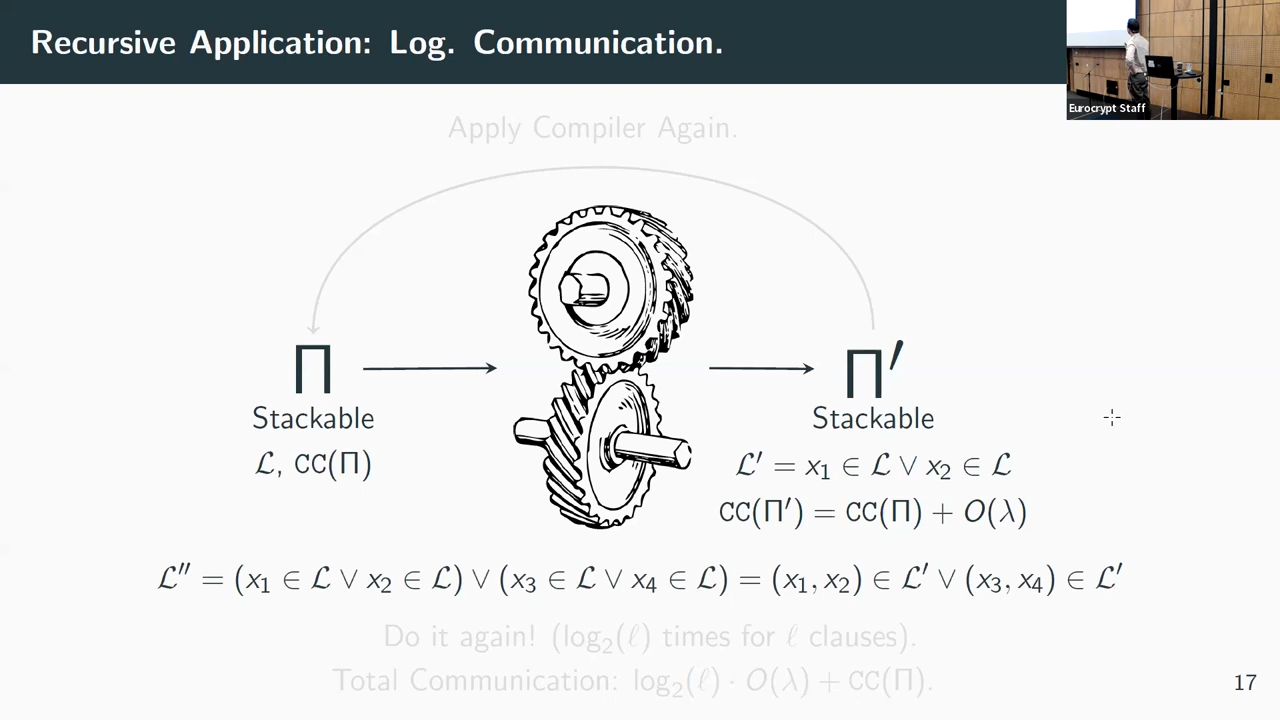 Recursive Application: Log. Communication.
Eurocrypt Staff
Apply Compiler Again.
Π
Π′
Stackable
Stackable
ℒ, CC(Π)
ℒ′ = x₁ ∈ ℒ ∨ x₂ ∈ ℒ
CC(Π′) = CC(Π) + O(λ)
ℒ″ = (x₁ ∈ ℒ ∨ x₂ ∈ ℒ) ∨ (x₃ ∈ ℒ ∨ x₄ ∈ ℒ) = (x₁, x₂) ∈ ℒ′ ∨ (x₃, x₄) ∈ ℒ′
Do it again! (log₂(ℓ) times for ℓ clauses).
Total Communication: log₂(ℓ) · O(λ) + CC(Π).
17